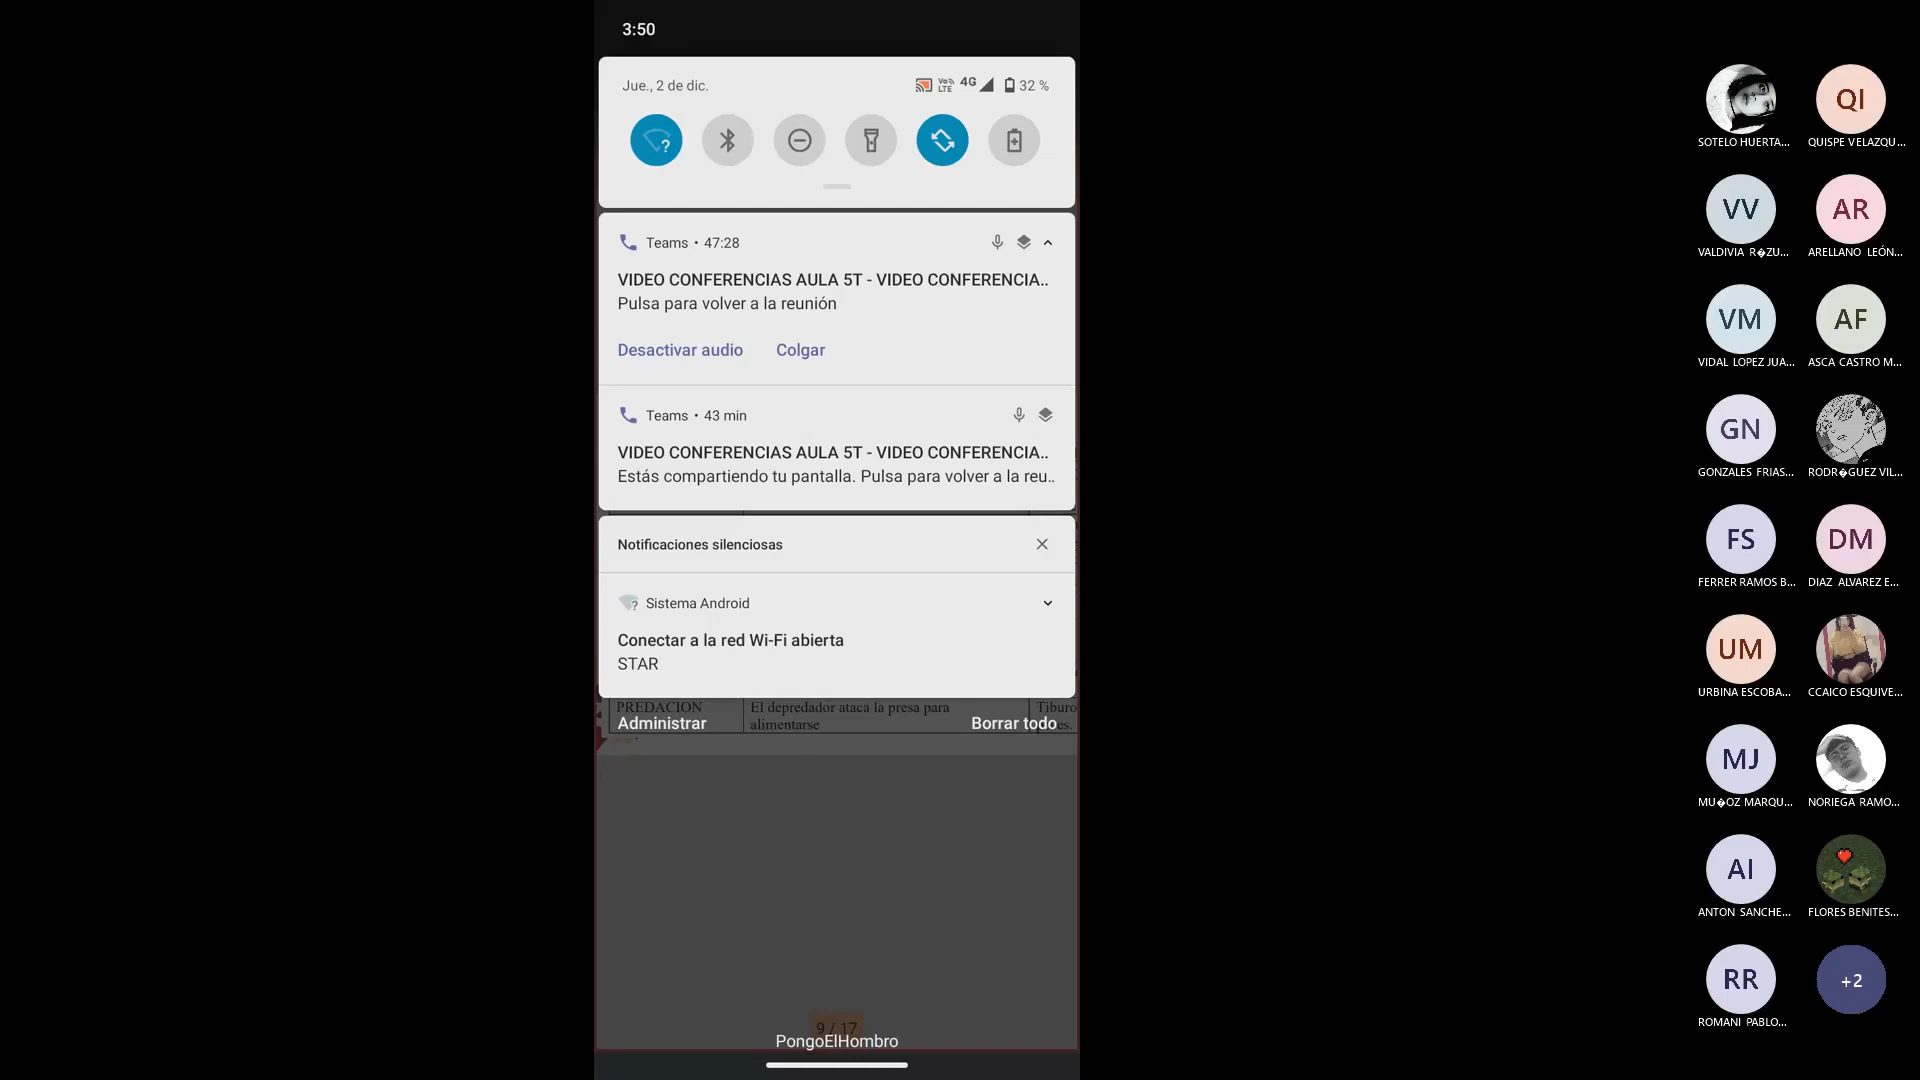 3:50
Jue., 2 de dic.
Vo LTE 4G 32 %
Teams • 47:28
VIDEO CONFERENCIAS AULA 5T - VIDEO CONFERENCIA..
Pulsa para volver a la reunión
Desactivar audio Colgar
Teams • 43 min
VIDEO CONFERENCIAS AULA 5T - VIDEO CONFERENCIA..
Estás compartiendo tu pantalla. Pulsa para volver a la reu..
Notificaciones silenciosas
Sistema Android
Conectar a la red Wi-Fi abierta
STAR
PREDACION El depredador ataca la presa para Tiburo
alimentarse es.
Administrar Borrar todo
9 / 17
PongoElHombro
QI
SOTELO HUERTA... QUISPE VELAZQU...
VV AR
VALDIVIA R�ZU... ARELLANO LEÓN...
VM AF
VIDAL LOPEZ JUA... ASCA CASTRO M...
GN
GONZALES FRIAS... RODR�GUEZ VIL...
FS DM
FERRER RAMOS B... DIAZ ALVAREZ E...
UM
URBINA ESCOBA... CCAICO ESQUIVE...
MJ
MU�OZ MARQU... NORIEGA RAMO...
AI
ANTON SANCHE... FLORES BENITES...
RR +2
ROMANI PABLO...